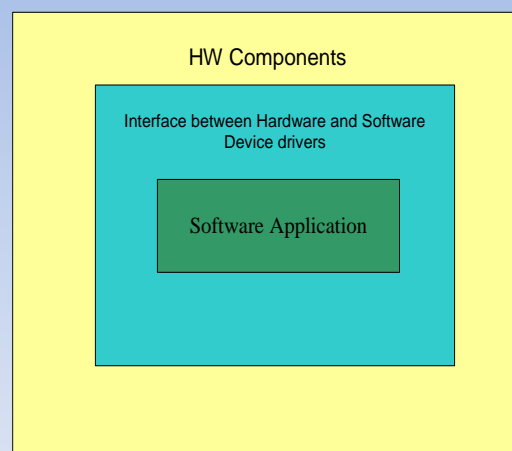 HW Components
Interface between Hardware and Software
Device drivers
Software Application